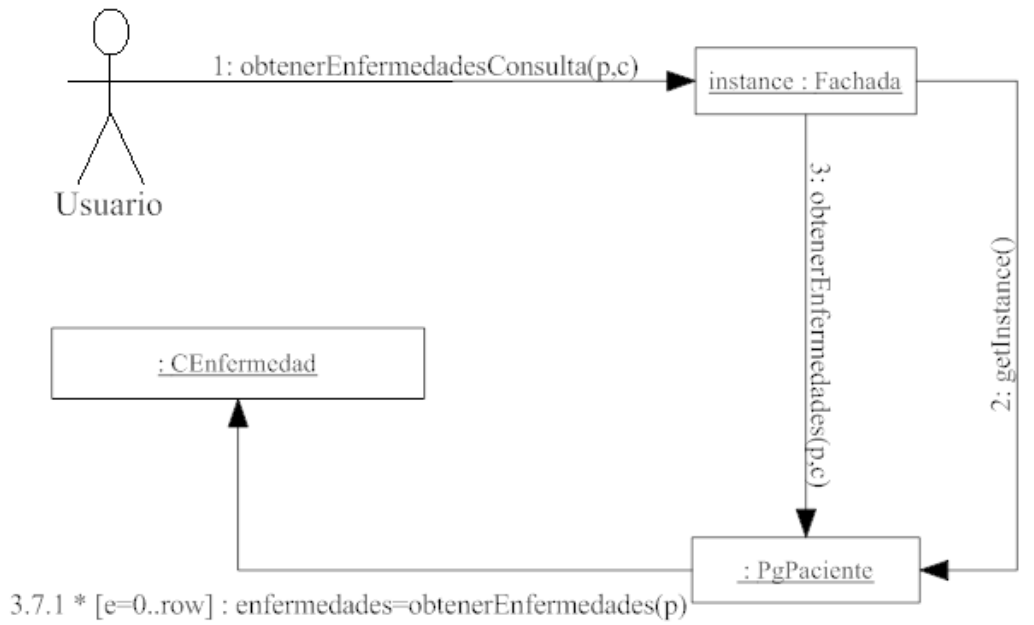 1: obtenerEnfermedadesConsulta(p,c)
instance : Fachada
Usuario
3: obtenerEnfermedades(p,c)
2: getInstance()
: CEnfermedad
: PgPaciente
3.7.1 * [e=0..row] : enfermedades=obtenerEnfermedades(p)